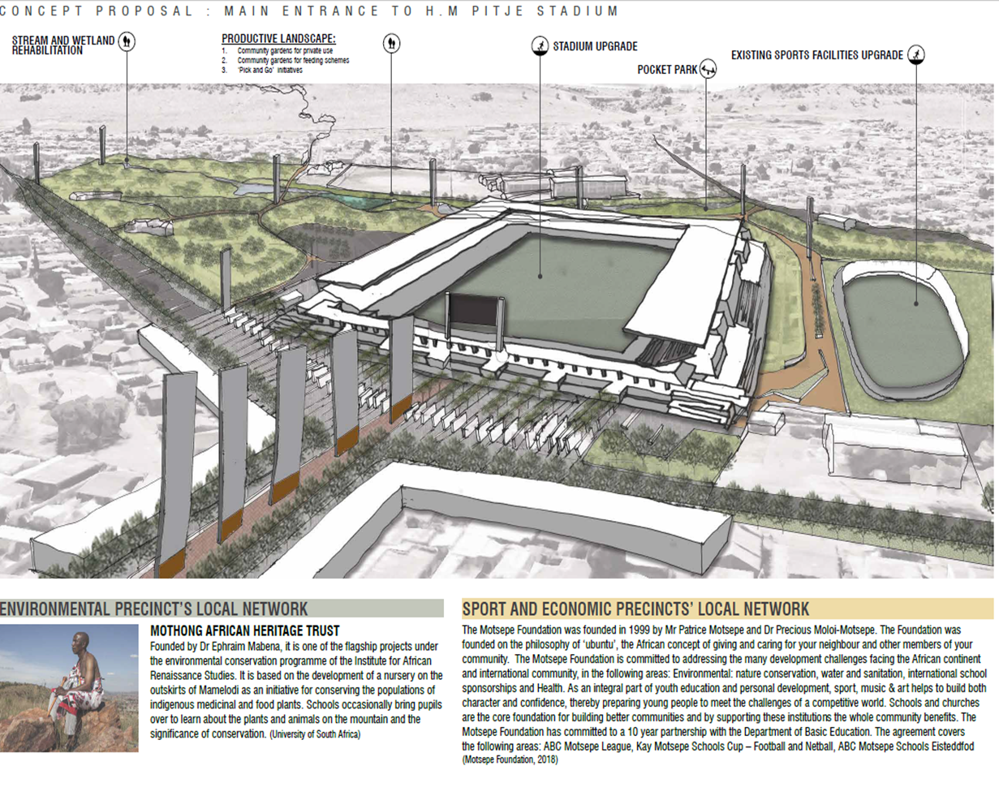 CONCEPT PROPOSAL : MAIN ENTRANCE TO H.M PITJE STADIUM
STREAM AND WETLAND
REHABILITATION
PRODUCTIVE LANDSCAPE:
1. Community gardens for private use
2. Community gardens for feeding schemes
3. 'Pick and Go' initiatives
STADIUM UPGRADE
POCKET PARK
EXISTING SPORTS FACILITIES UPGRADE
ENVIRONMENTAL PRECINCT'S LOCAL NETWORK
MOTHONG AFRICAN HERITAGE TRUST
Founded by Dr Ephraim Mabena, it is one of the flagship projects under
the environmental conservation programme of the Institute for African
Renaissance Studies. It is based on the development of a nursery on the
outskirts of Mamelodi as an initiative for conserving the populations of
indigenous medicinal and food plants. Schools occasionally bring pupils
over to learn about the plants and animals on the mountain and the
significance of conservation. (University of South Africa)
SPORT AND ECONOMIC PRECINCTS' LOCAL NETWORK
The Motsepe Foundation was founded in 1999 by Mr Patrice Motsepe and Dr Precious Moloi-Motsepe. The Foundation was
founded on the philosophy of 'ubuntu', the African concept of giving and caring for your neighbour and other members of your
community. The Motsepe Foundation is committed to addressing the many development challenges facing the African continent
and international community, in the following areas: Environmental: nature conservation, water and sanitation, international school
sponsorships and Health. As an integral part of youth education and personal development, sport, music & art helps to build both
character and confidence, thereby preparing young people to meet the challenges of a competitive world. Schools and churches
are the core foundation for building better communities and by supporting these institutions the whole community benefits. The
Motsepe Foundation has committed to a 10 year partnership with the Department of Basic Education. The agreement covers
the following areas: ABC Motsepe League, Kay Motsepe Schools Cup – Football and Netball, ABC Motsepe Schools Eisteddfod
(Motsepe Foundation, 2018)